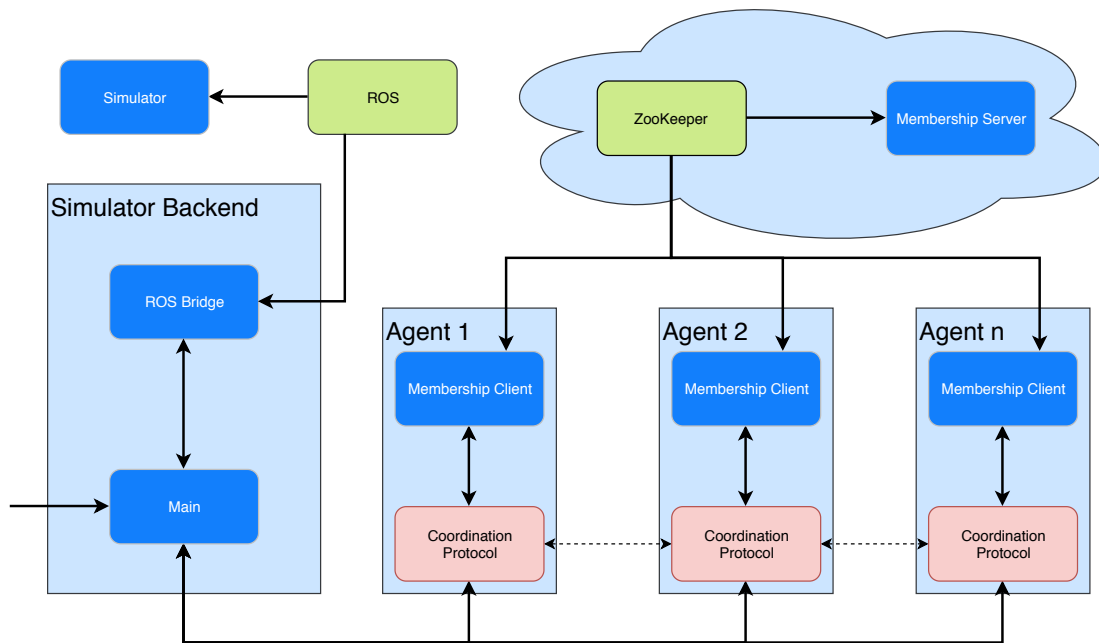 Simulator
ROS
ZooKeeper
Membership Server
Simulator Backend
ROS Bridge
Main
Agent 1
Membership Client
Coordination
Protocol
Agent 2
Membership Client
Coordination
Protocol
Agent n
Membership Client
Coordination
Protocol